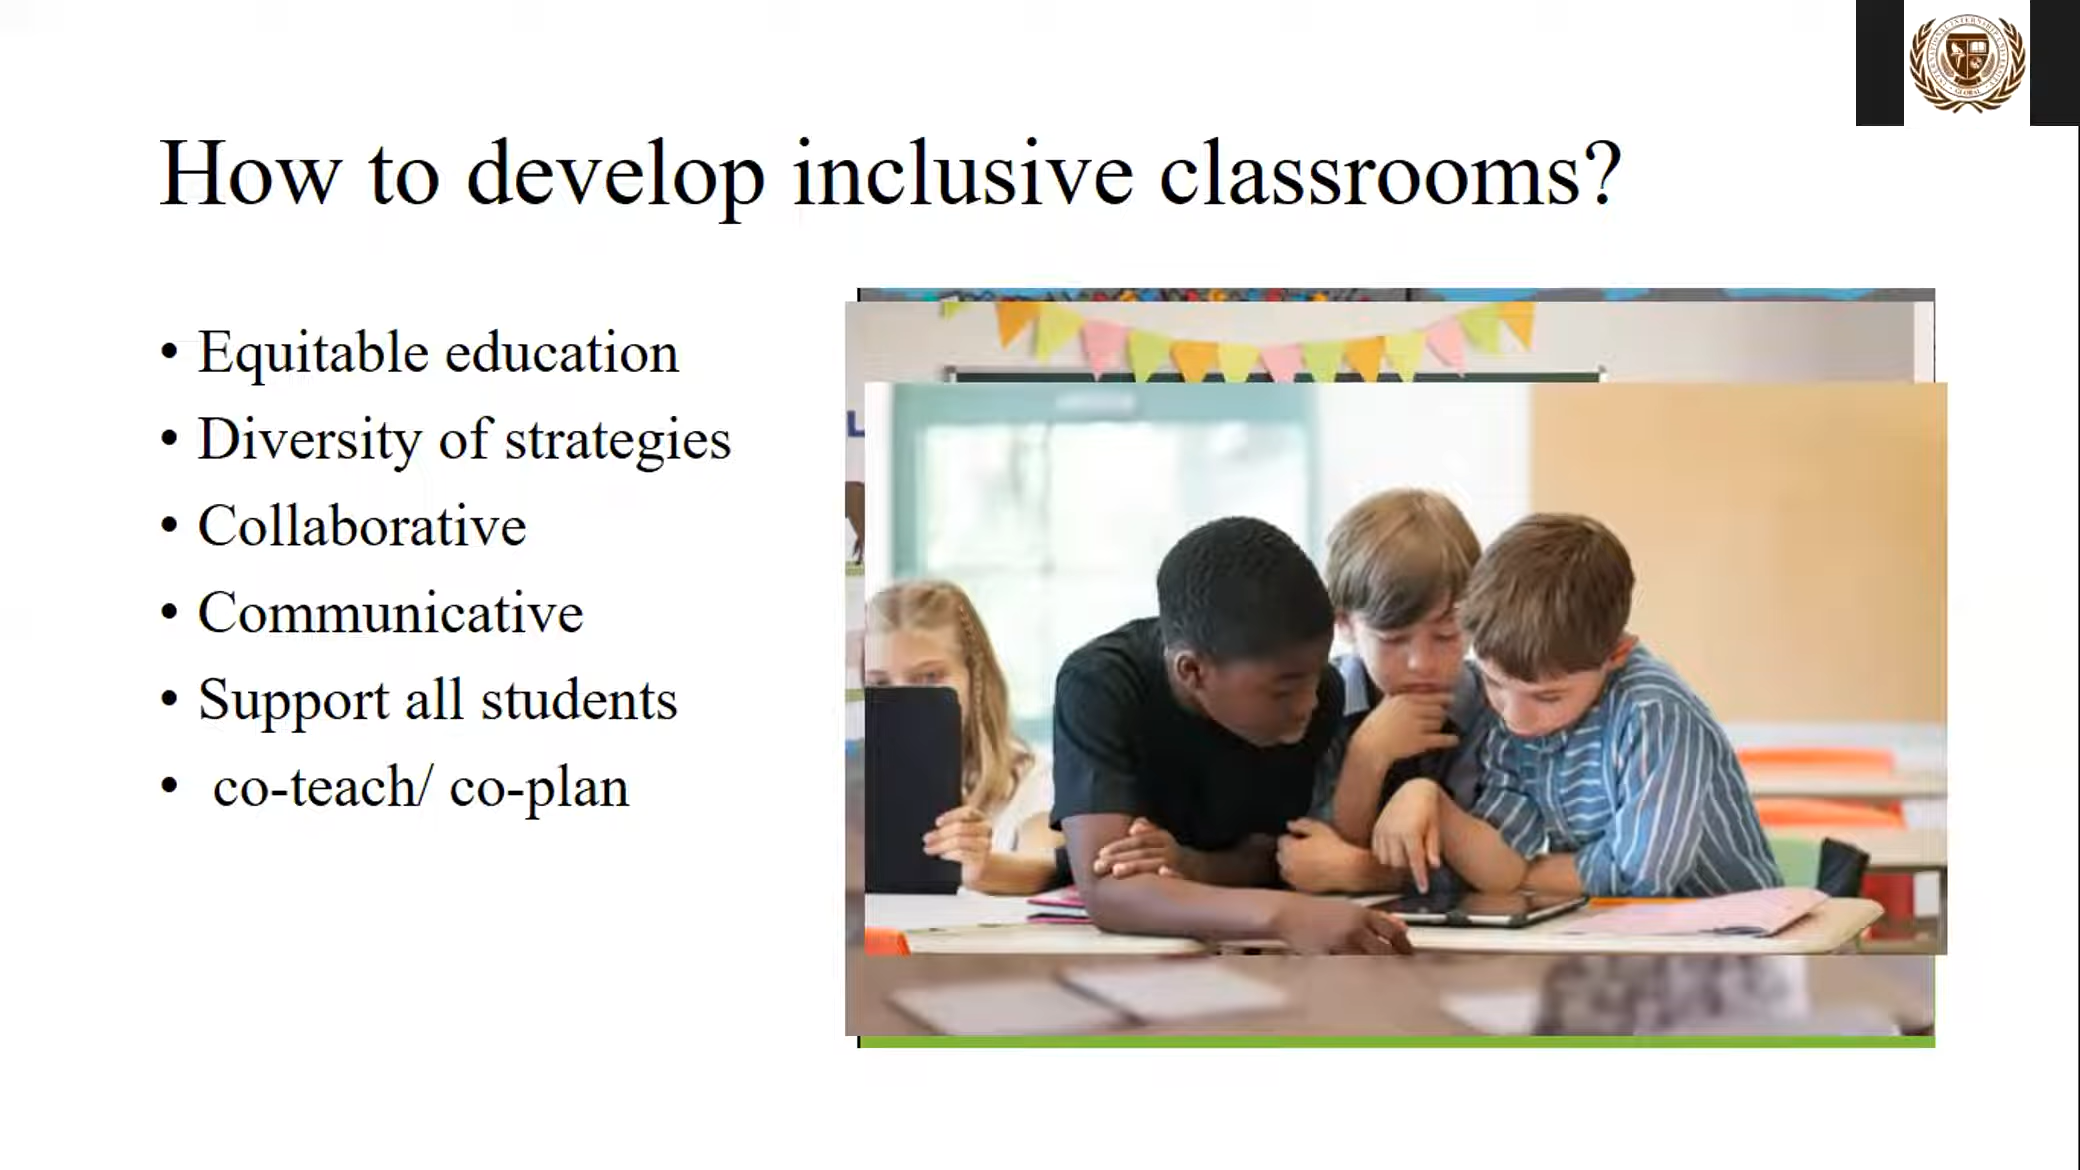 How to develop inclusive classrooms?
• Equitable education
• Diversity of strategies
• Collaborative
• Communicative
• Support all students
• co-teach/ co-plan